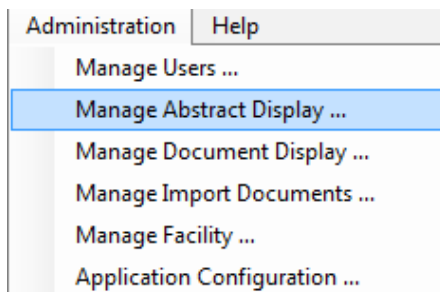 Administration Help
Manage Users ...
Manage Abstract Display ...
Manage Document Display ...
Manage Import Documents ...
Manage Facility ...
Application Configuration ...